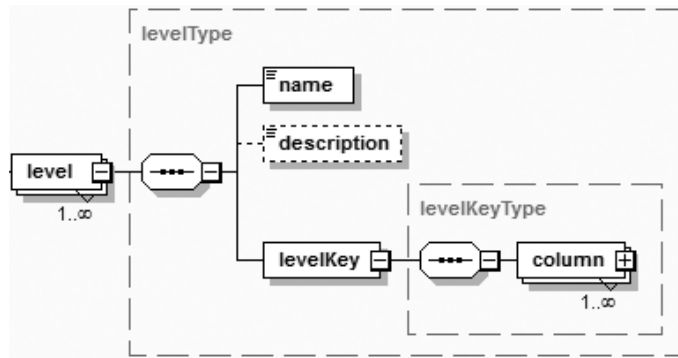 levelType
name
description
level
1..∞
levelKeyType
levelKey
column
1..∞